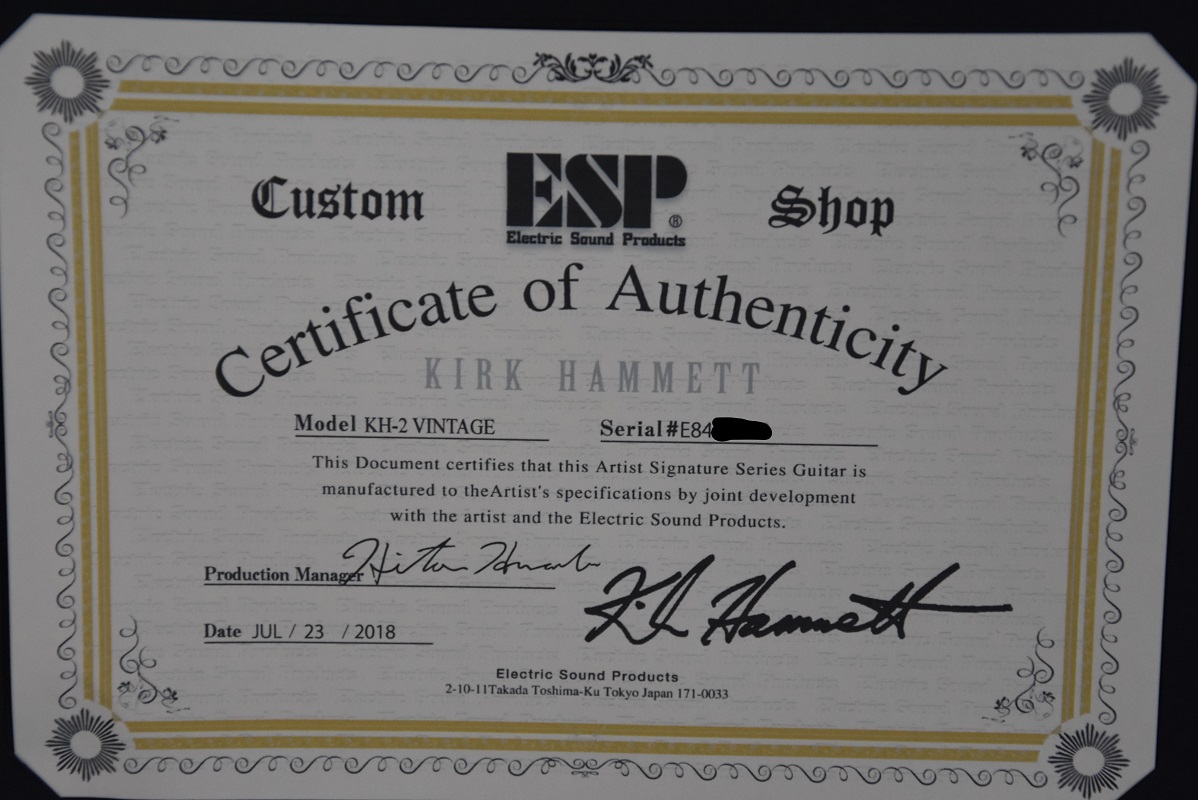 Custom ESP® Shop
Electric Sound Products
Certificate of Authenticity
KIRK HAMMETT
Model KH-2 VINTAGE Serial#E84
This Document certifies that this Artist Signature Series Guitar is
manufactured to theArtist's specifications by joint development
with the artist and the Electric Sound Products.
Production Manager
Kirk Hammett
Date JUL / 23 / 2018
Electric Sound Products
2-10-11Takada Toshima-Ku Tokyo Japan 171-0033